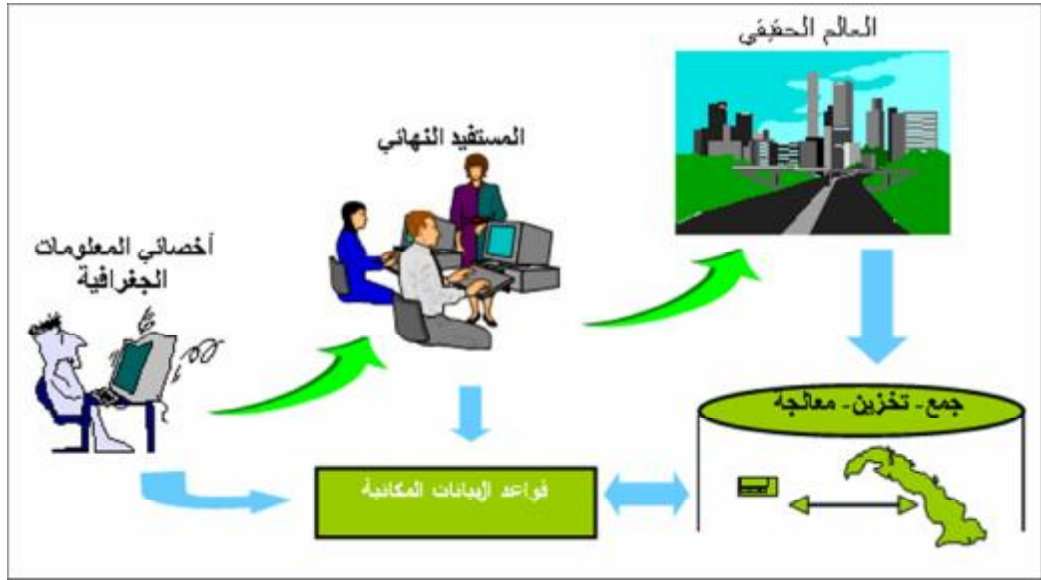 العالم الحقيقي
المستفيد النهائي
أخصائي المعلومات
الجغرافية
جمع - تخزين - معالجة
قواعد البيانات المكانية